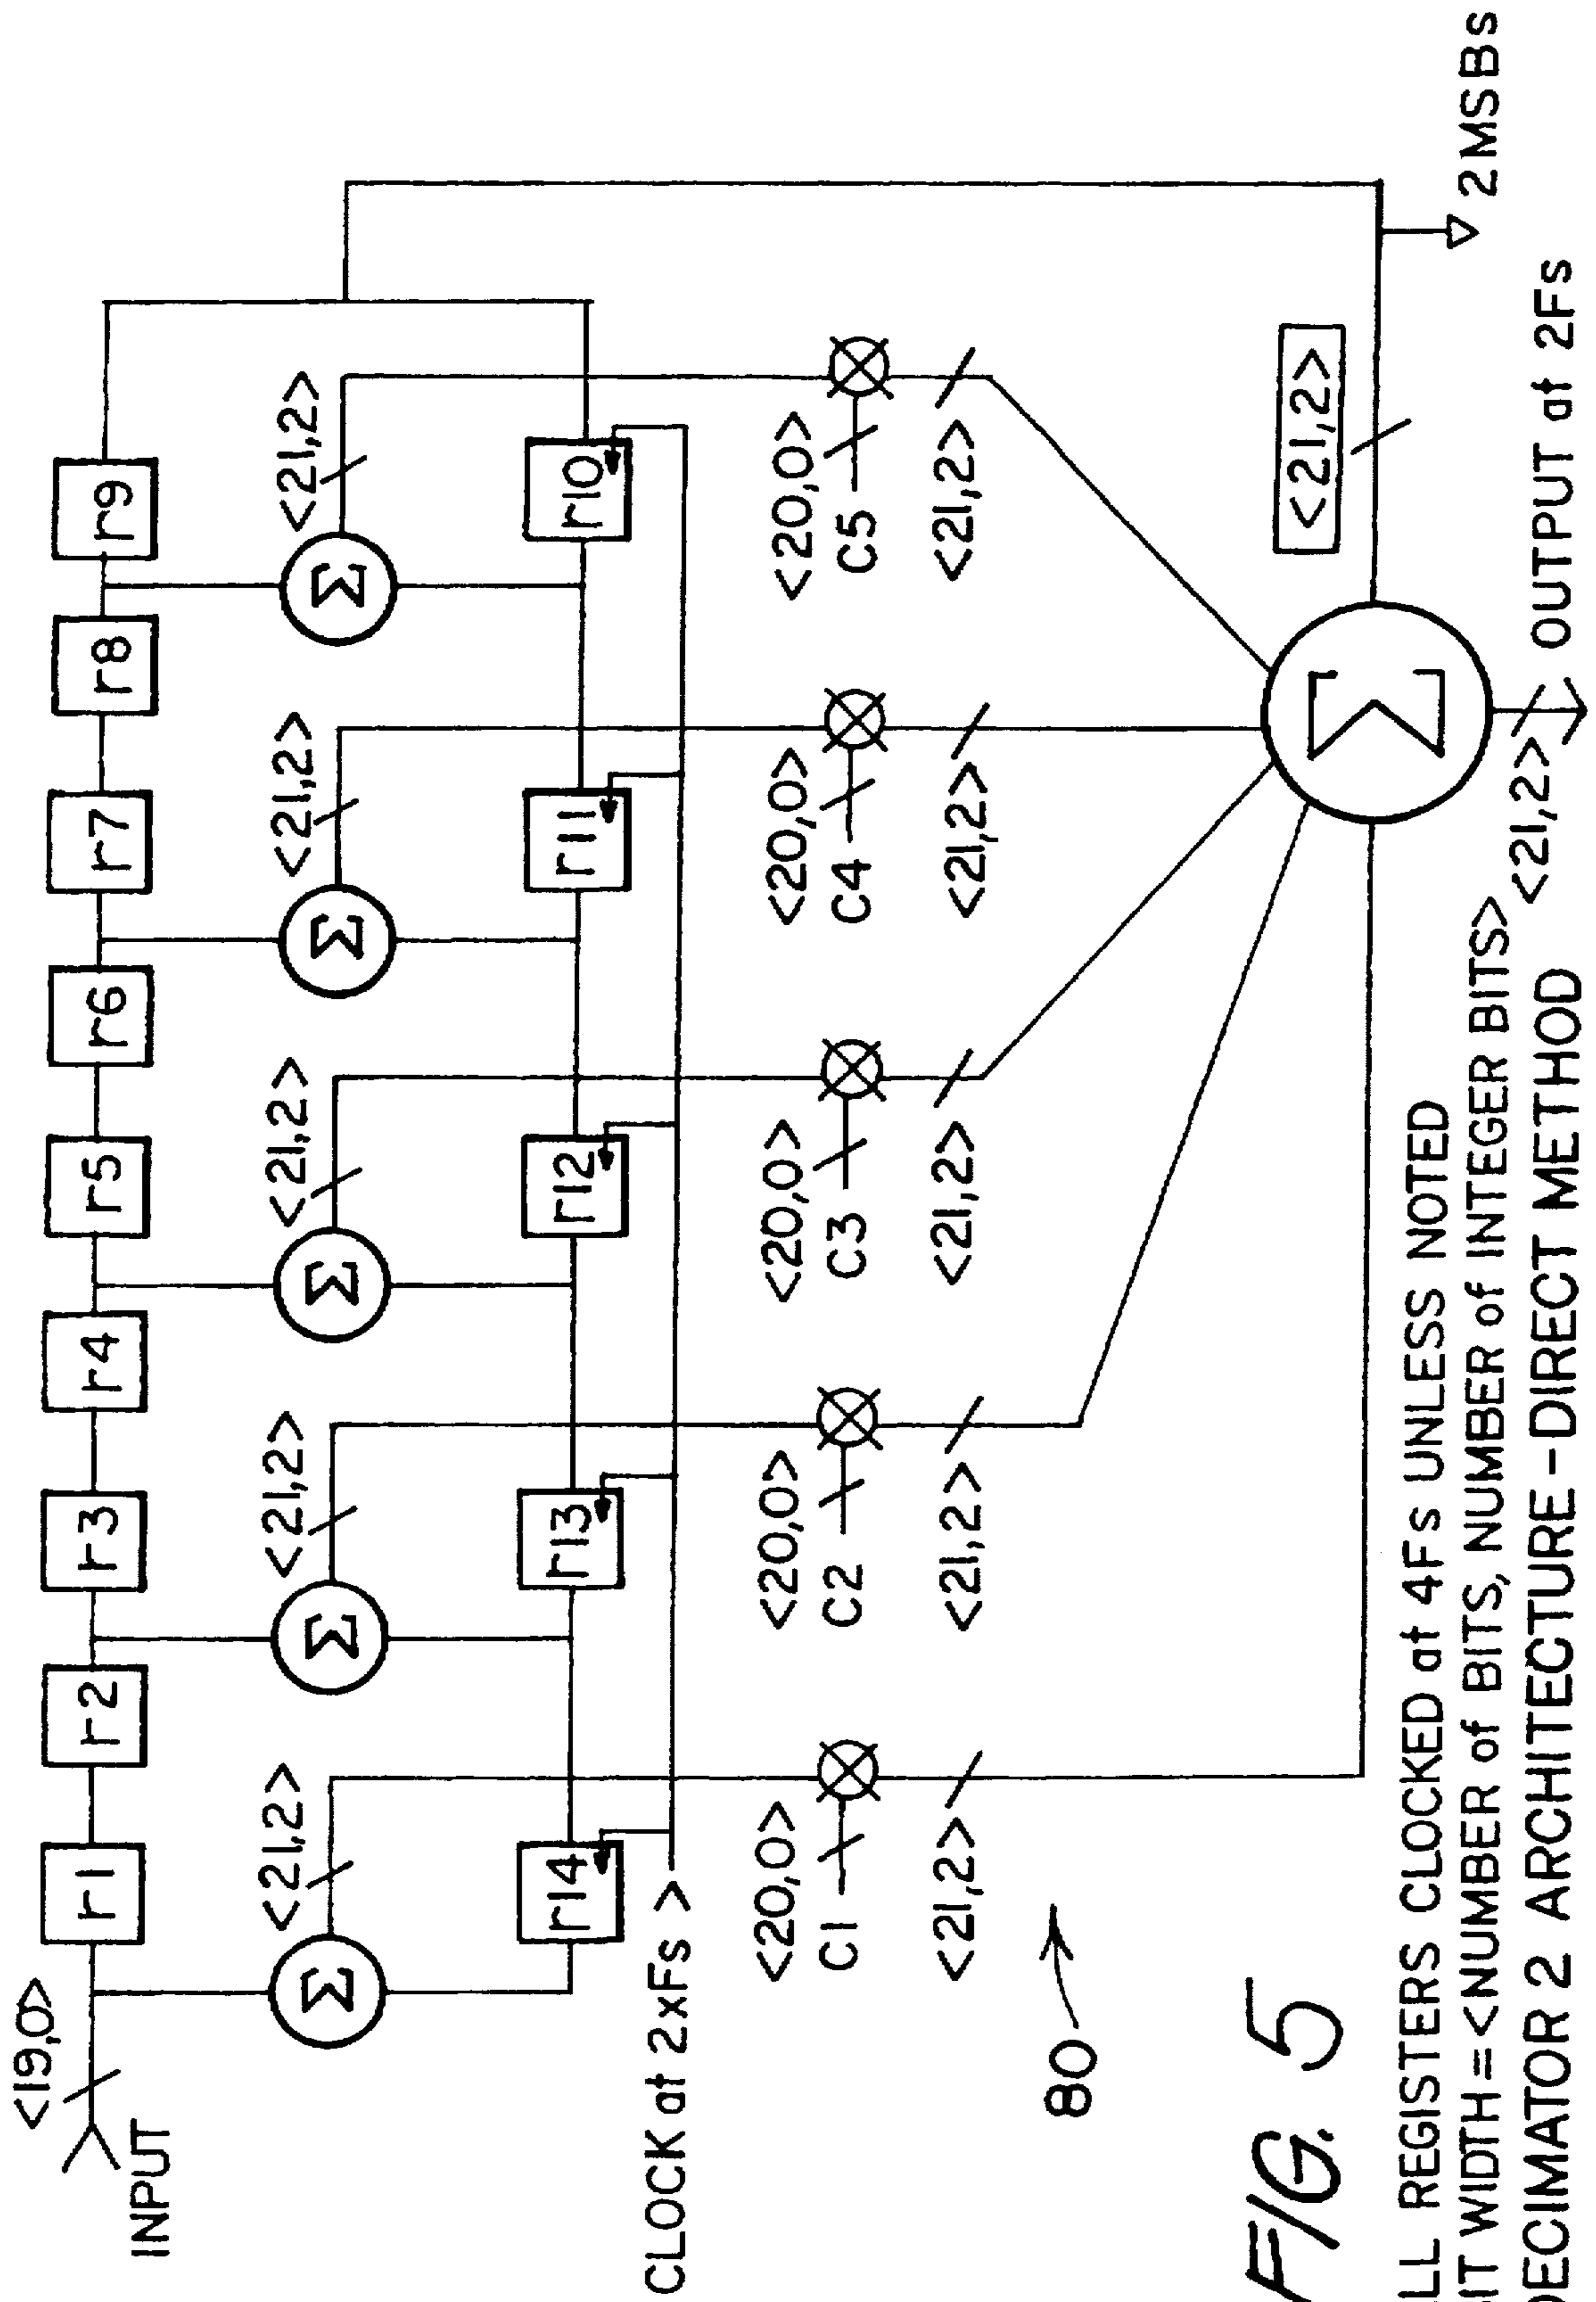 <19,0>
INPUT
r1
r2
r3
r4
r5
r6
r7
r8
r9
<21,2>
<21,2>
<21,2>
<21,2>
<21,2>
Σ
Σ
Σ
Σ
Σ
r14
r13
r12
r11
r10
CLOCK at 2xFs >
<20,0>
<20,0>
<20,0>
<20,0>
<20,0>
C1
C2
C3
C4
C5
<21,2>
<21,2>
<21,2>
<21,2>
<21,2>
80
Σ
<21,2>
2 MSBs
FIG. 5
LL REGISTERS CLOCKED at 4Fs UNLESS NOTED
IT WIDTH = <NUMBER of BITS, NUMBER of INTEGER BITS>
<21,2>
OUTPUT at 2Fs
DECIMATOR 2 ARCHITECTURE - DIRECT METHOD